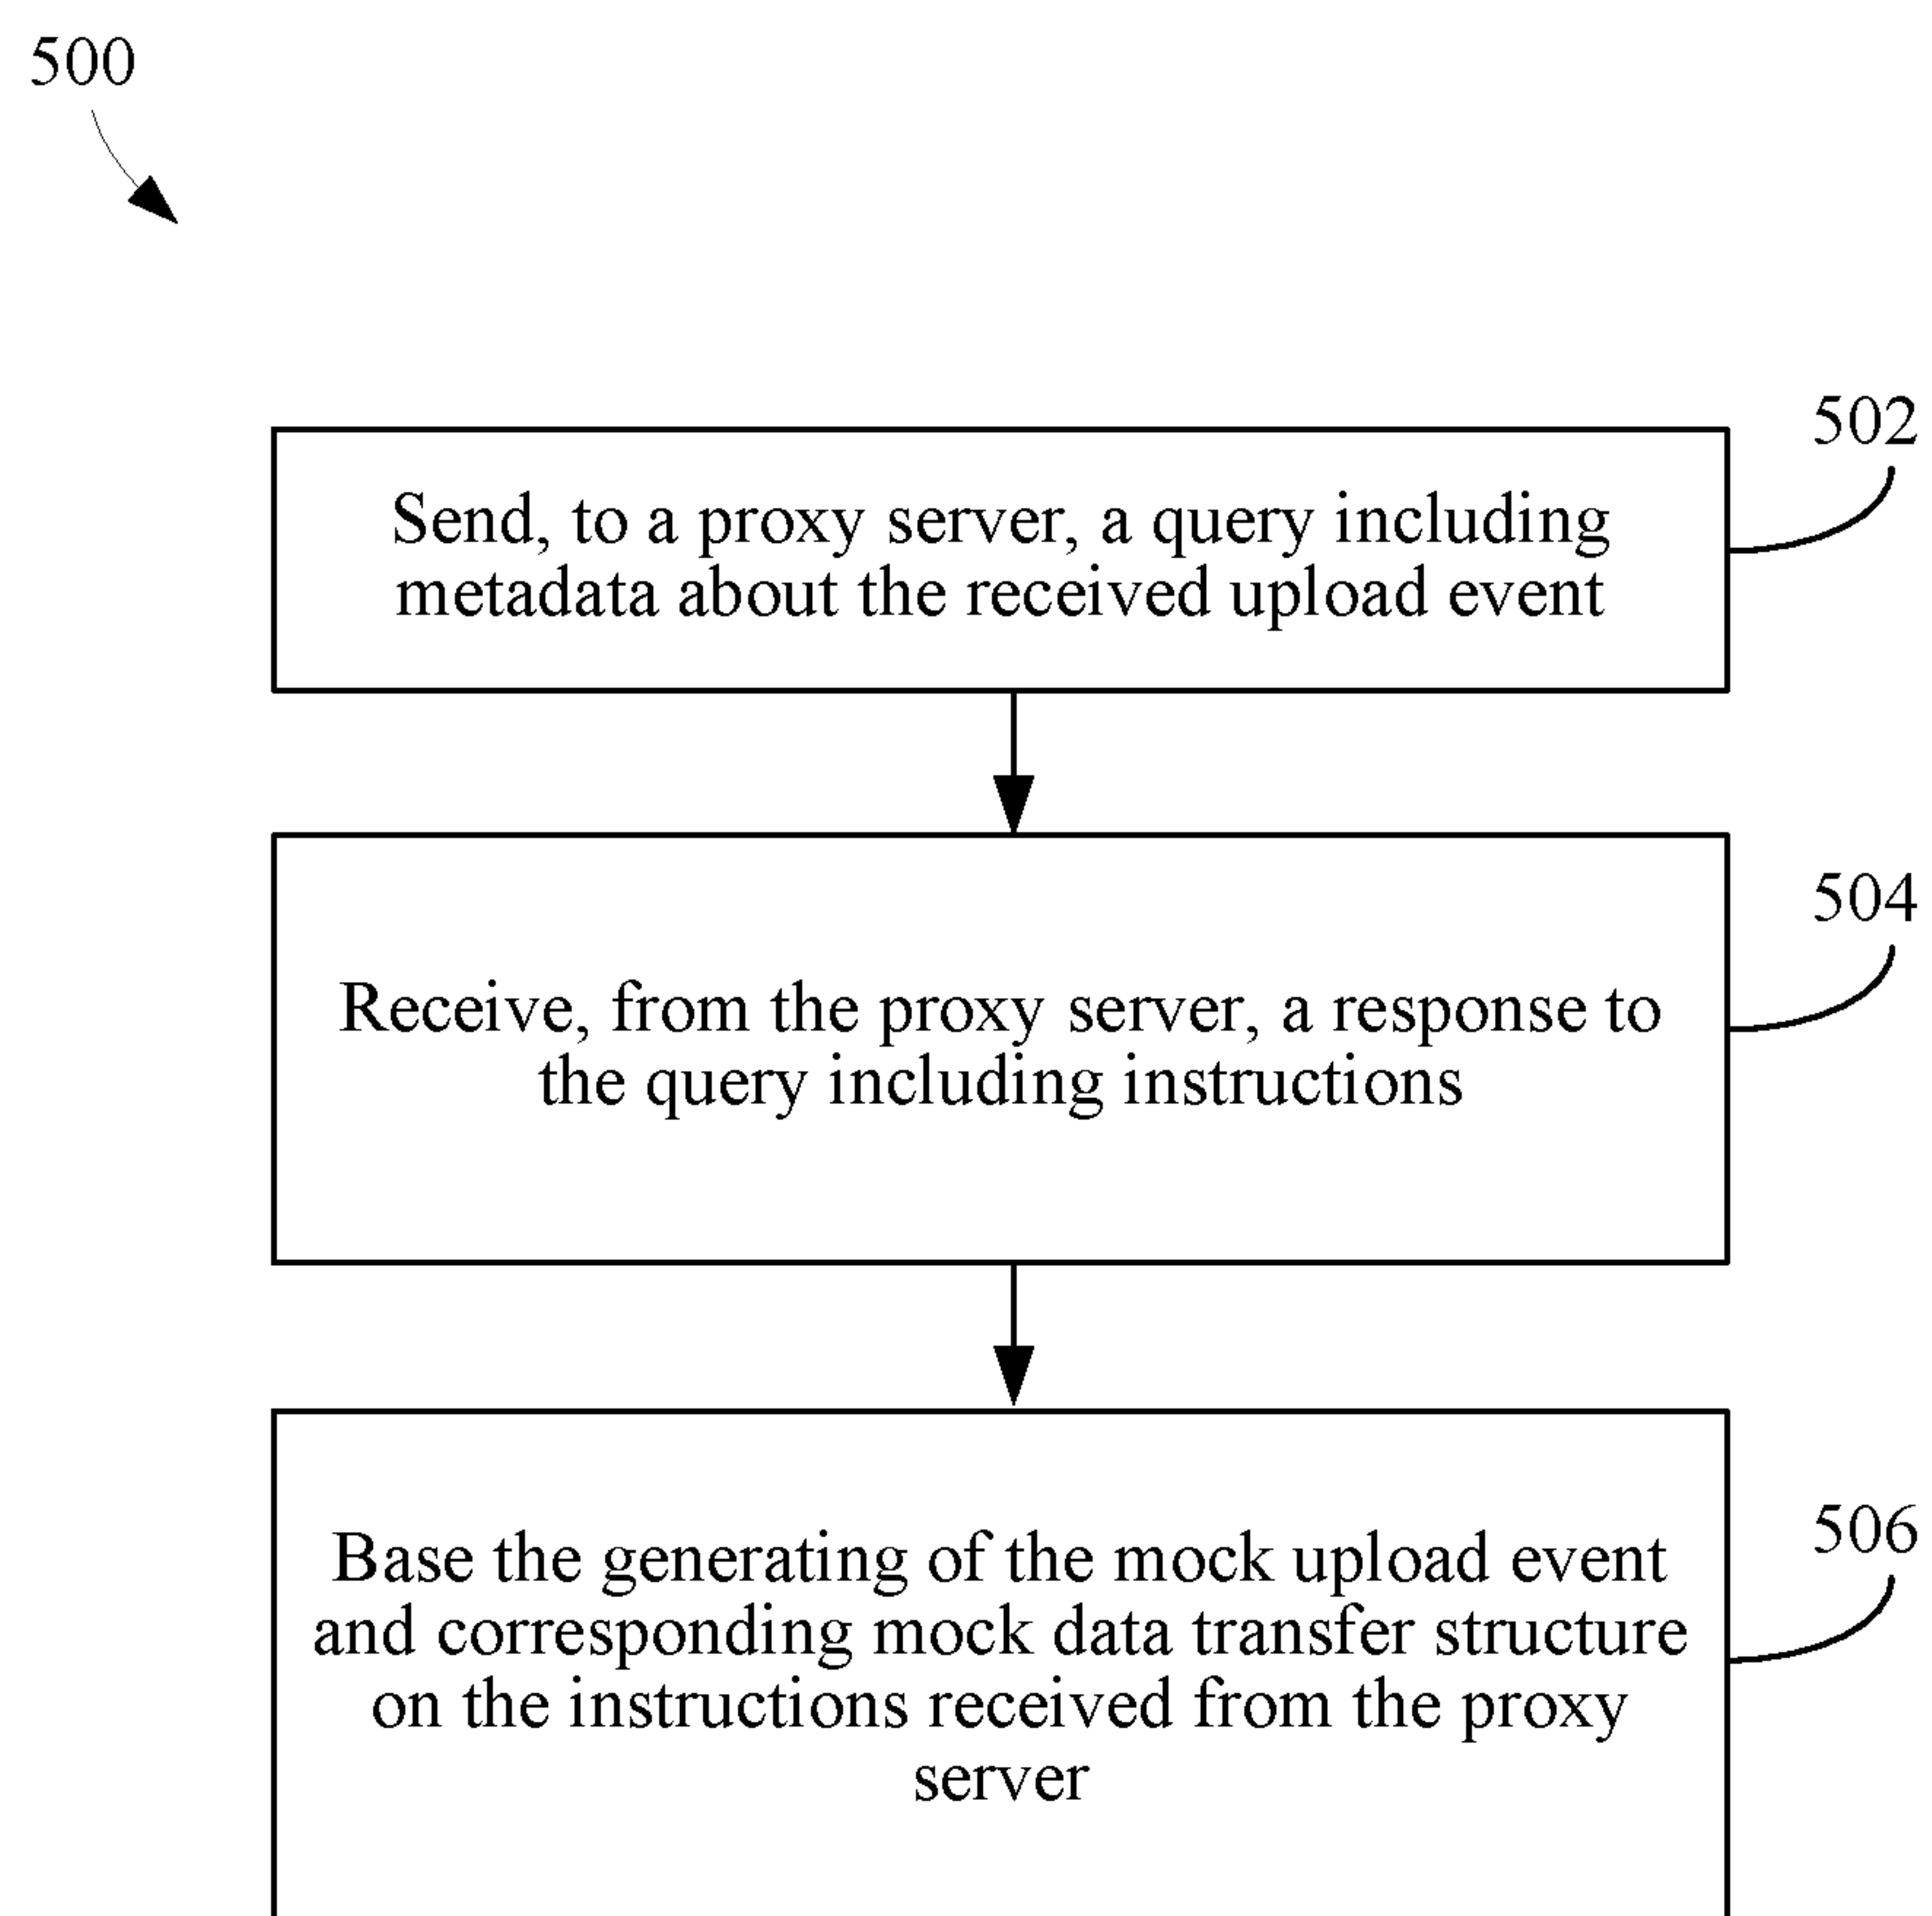 500
502
Send, to a proxy server, a query including
metadata about the received upload event
504
Receive, from the proxy server, a response to
the query including instructions
506
Base the generating of the mock upload event
and corresponding mock data transfer structure
on the instructions received from the proxy
server